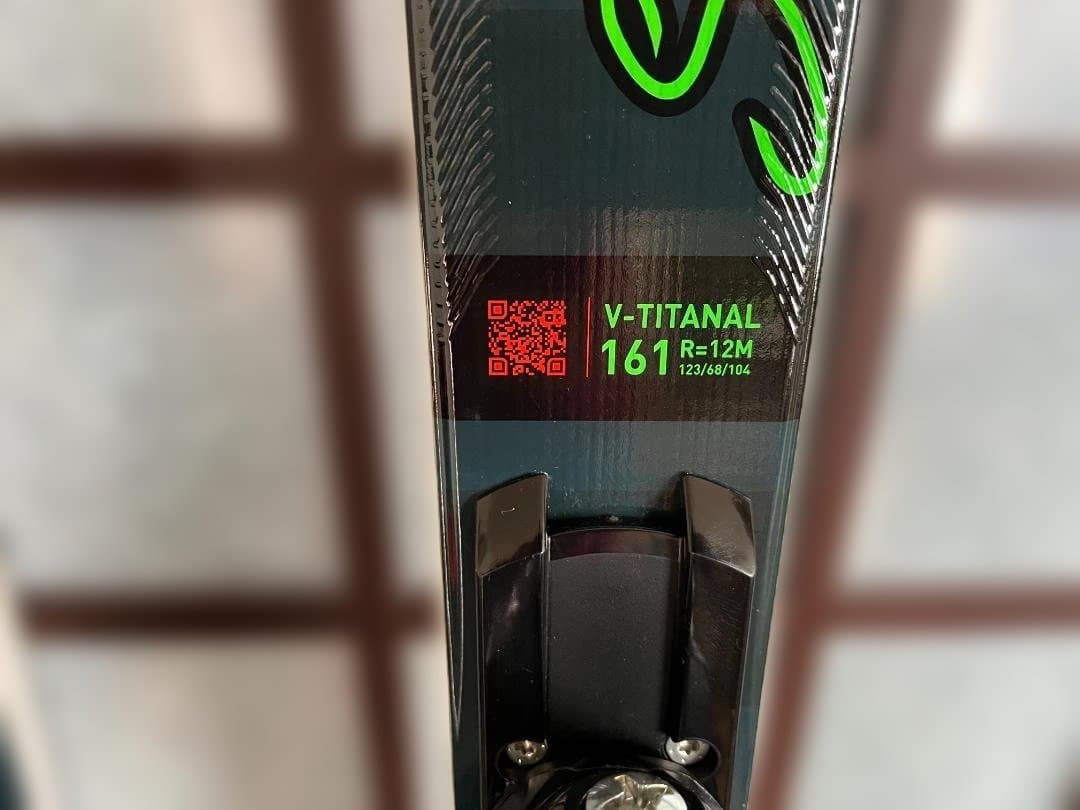 V-TITANAL
161 R=12M
123/68/104